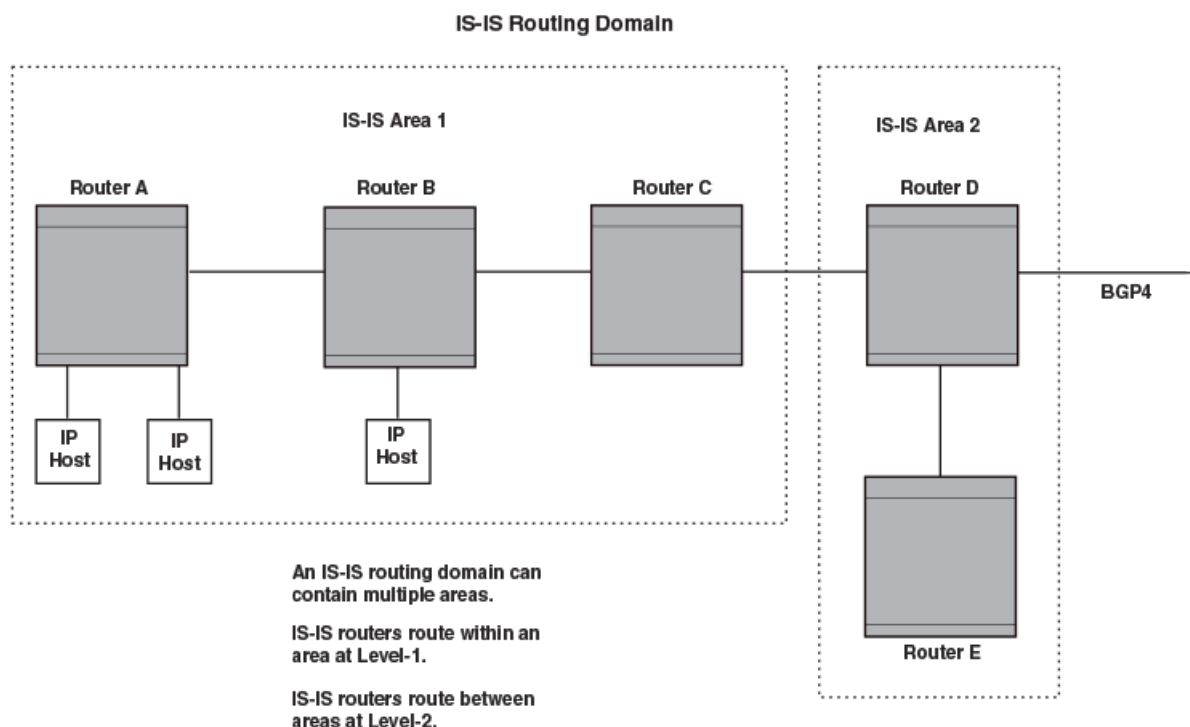 IS-IS Routing Domain
IS-IS Area 1
IS-IS Area 2
Router A
Router B
Router C
Router D
BGP4
IP
Host
IP
Host
IP
Host
Router E
An IS-IS routing domain can
contain multiple areas.
IS-IS routers route within an
area at Level-1.
IS-IS routers route between
areas at Level-2.